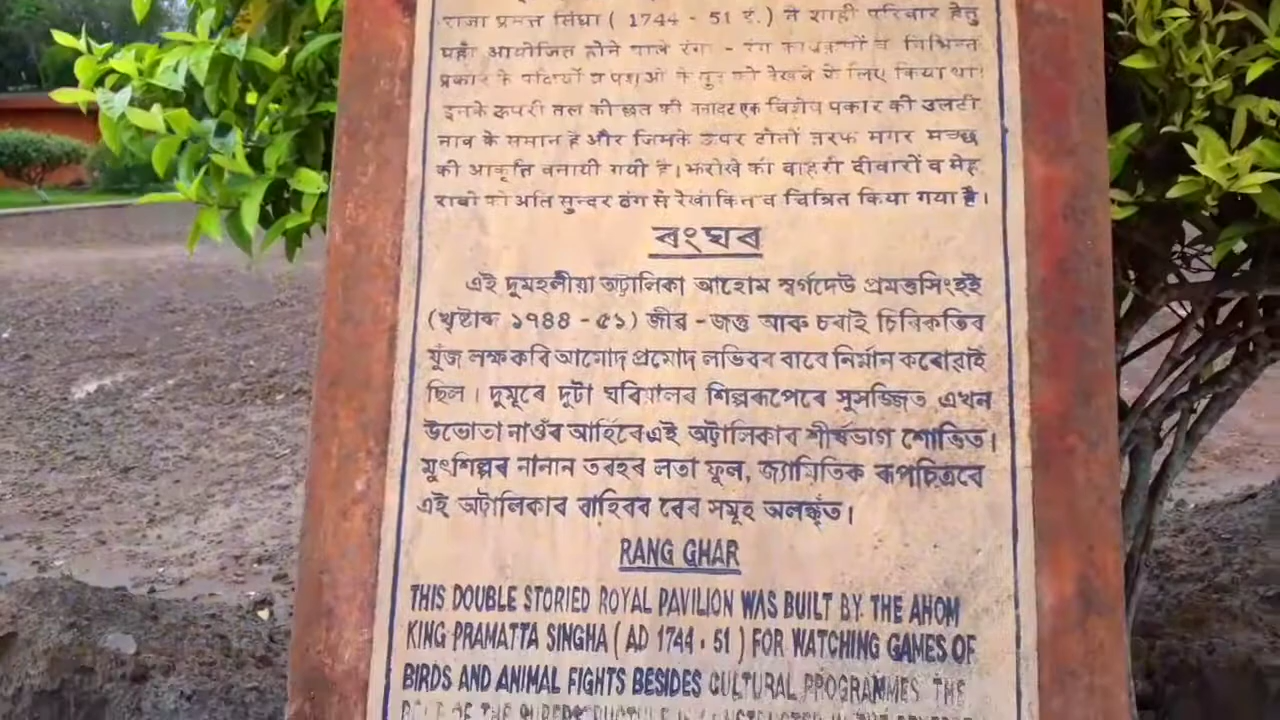 राजा प्रमत्त सिंघा ( 1744 - 51 ई.) ने शाही परिवार हेतु
यहाँ आयोजित होने वाले रंगा - रंग कार्यक्रमों व विभिन्न
प्रकार के पक्षियों व पशुओं के युद्ध को देखने के लिए किया था।
इनके ऊपरी तल की छत की बनावट एक विशेष प्रकार की उलटी
नाव के समान है और जिसके ऊपर दोनों तरफ मगर मच्छ
की आकृति बनायी गयी है। झरोखे की बाहरी दीवारों व मेह
राबो को अति सुन्दर ढंग से रेखांकित व चित्रित किया गया है।
ৰংঘৰ
এই দুমহলীয়া অট্টালিকা আহোম স্বৰ্গদেউ প্ৰমত্তসিংহই
(খৃষ্টাব্দ ১৭৪৪ - ৫১) জীৱ - জন্তু আৰু চৰাই চিৰিকতিৰ
যুঁজ লক্ষ কৰি আমোদ প্ৰমোদ লভিবৰ বাবে নিৰ্মান কৰোৱাই
ছিল। দুমূৰে দুটা ঘৰিয়ালৰ শিল্পৰূপেৰে সুসজ্জিত এখন
উভোতা নাওঁৰ আৰ্হিৰে এই অট্টালিকাৰ শীৰ্ষভাগ শোভিত।
মৃৎশিল্পৰ নানান তৰহৰ লতা ফুল, জ্যামিতিক ৰূপচিত্ৰৰে
এই অট্টালিকাৰ বাহিৰৰ বেৰ সমূহ অলঙ্কৃঁত।
RANG GHAR
THIS DOUBLE STORIED ROYAL PAVILION WAS BUILT BY THE AHOM
KING PRAMATTA SINGHA ( AD 1744 - 51 ) FOR WATCHING GAMES OF
BIRDS AND ANIMAL FIGHTS BESIDES CULTURAL PROGRAMMES THE